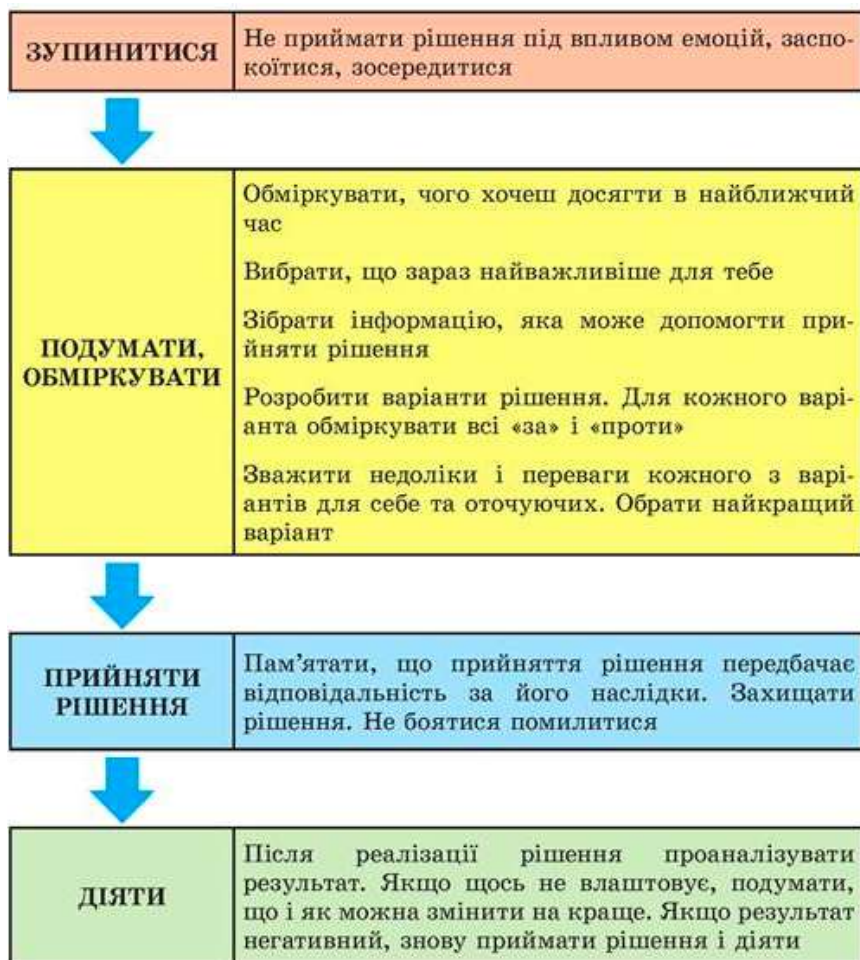 ЗУПИНИТИСЯ
Не приймати рішення під впливом емоцій, заспо-
коїтися, зосередитися
ПОДУМАТИ,
ОБМІРКУВАТИ
Обміркувати, чого хочеш досягти в найближчий
час
Вибрати, що зараз найважливіше для тебе
Зібрати інформацію, яка може допомогти при-
йняти рішення
Розробити варіанти рішення. Для кожного варі-
анта обміркувати всі «за» і «проти»
Зважити недоліки і переваги кожного з варі-
антів для себе та оточуючих. Обрати найкращий
варіант
ПРИЙНЯТИ
РІШЕННЯ
Пам’ятати, що прийняття рішення передбачає
відповідальність за його наслідки. Захищати
рішення. Не боятися помилитися
ДІЯТИ
Після реалізації рішення проаналізувати
результат. Якщо щось не влаштовує, подумати,
що і як можна змінити на краще. Якщо результат
негативний, знову приймати рішення і діяти